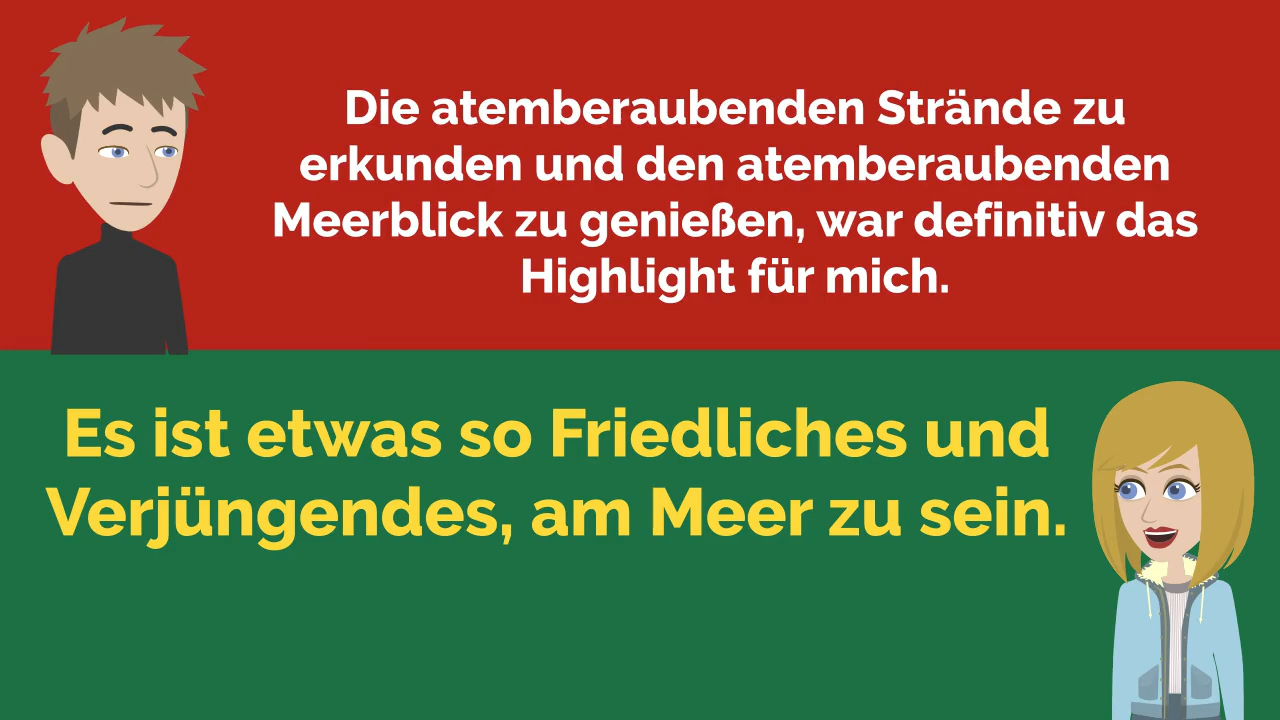 Die atemberaubenden Strände zu
erkunden und den atemberaubenden
Meerblick zu genießen, war definitiv das
Highlight für mich.
Es ist etwas so Friedliches und
Verjüngendes, am Meer zu sein.